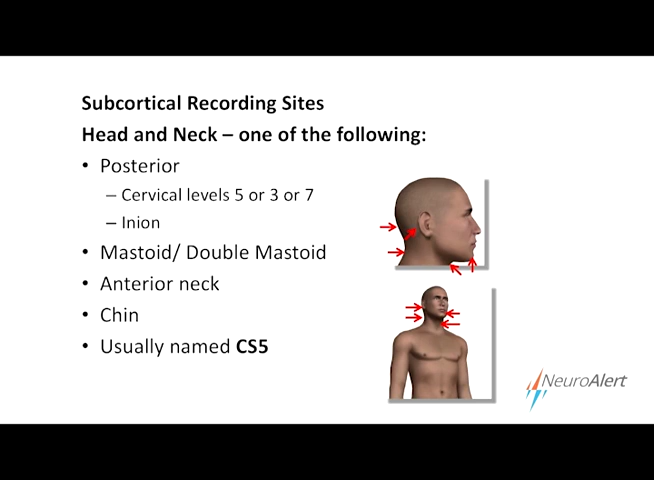 Subcortical Recording Sites
Head and Neck – one of the following:
• Posterior
– Cervical levels 5 or 3 or 7
– Inion
• Mastoid/ Double Mastoid
• Anterior neck
• Chin
• Usually named CS5
NeuroAlert